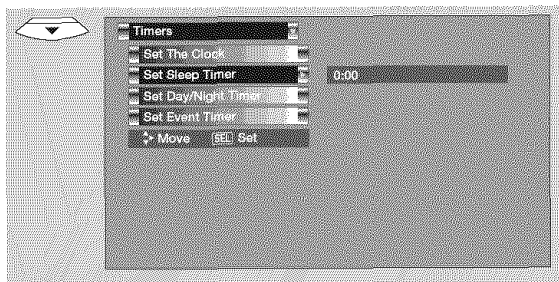 Timers
Set The Clock
Set Sleep Timer 0:00
Set Day/Night Timer
Set Event Timer
Move SEL Set